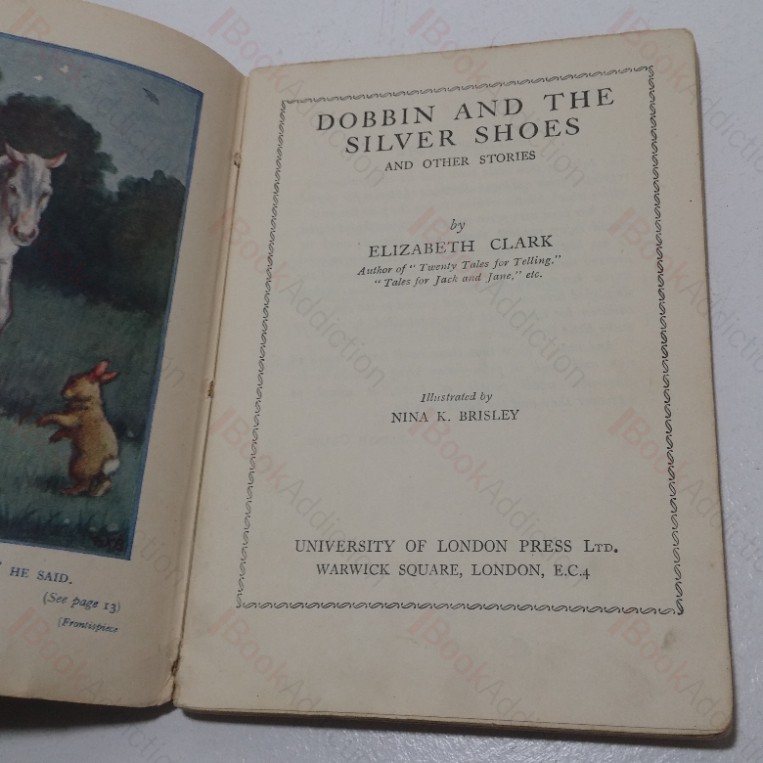 HE SAID.
(See page 13)
(Frontispiece
DOBBIN AND THE
SILVER SHOES
AND OTHER STORIES
by
ELIZABETH CLARK
Author of "Twenty Tales for Telling,"
"Tales for Jack and Jane," etc.
Illustrated by
NINA K. BRISLEY
UNIVERSITY OF LONDON PRESS LTD.
WARWICK SQUARE, LONDON, E.C.4
BookAddiction